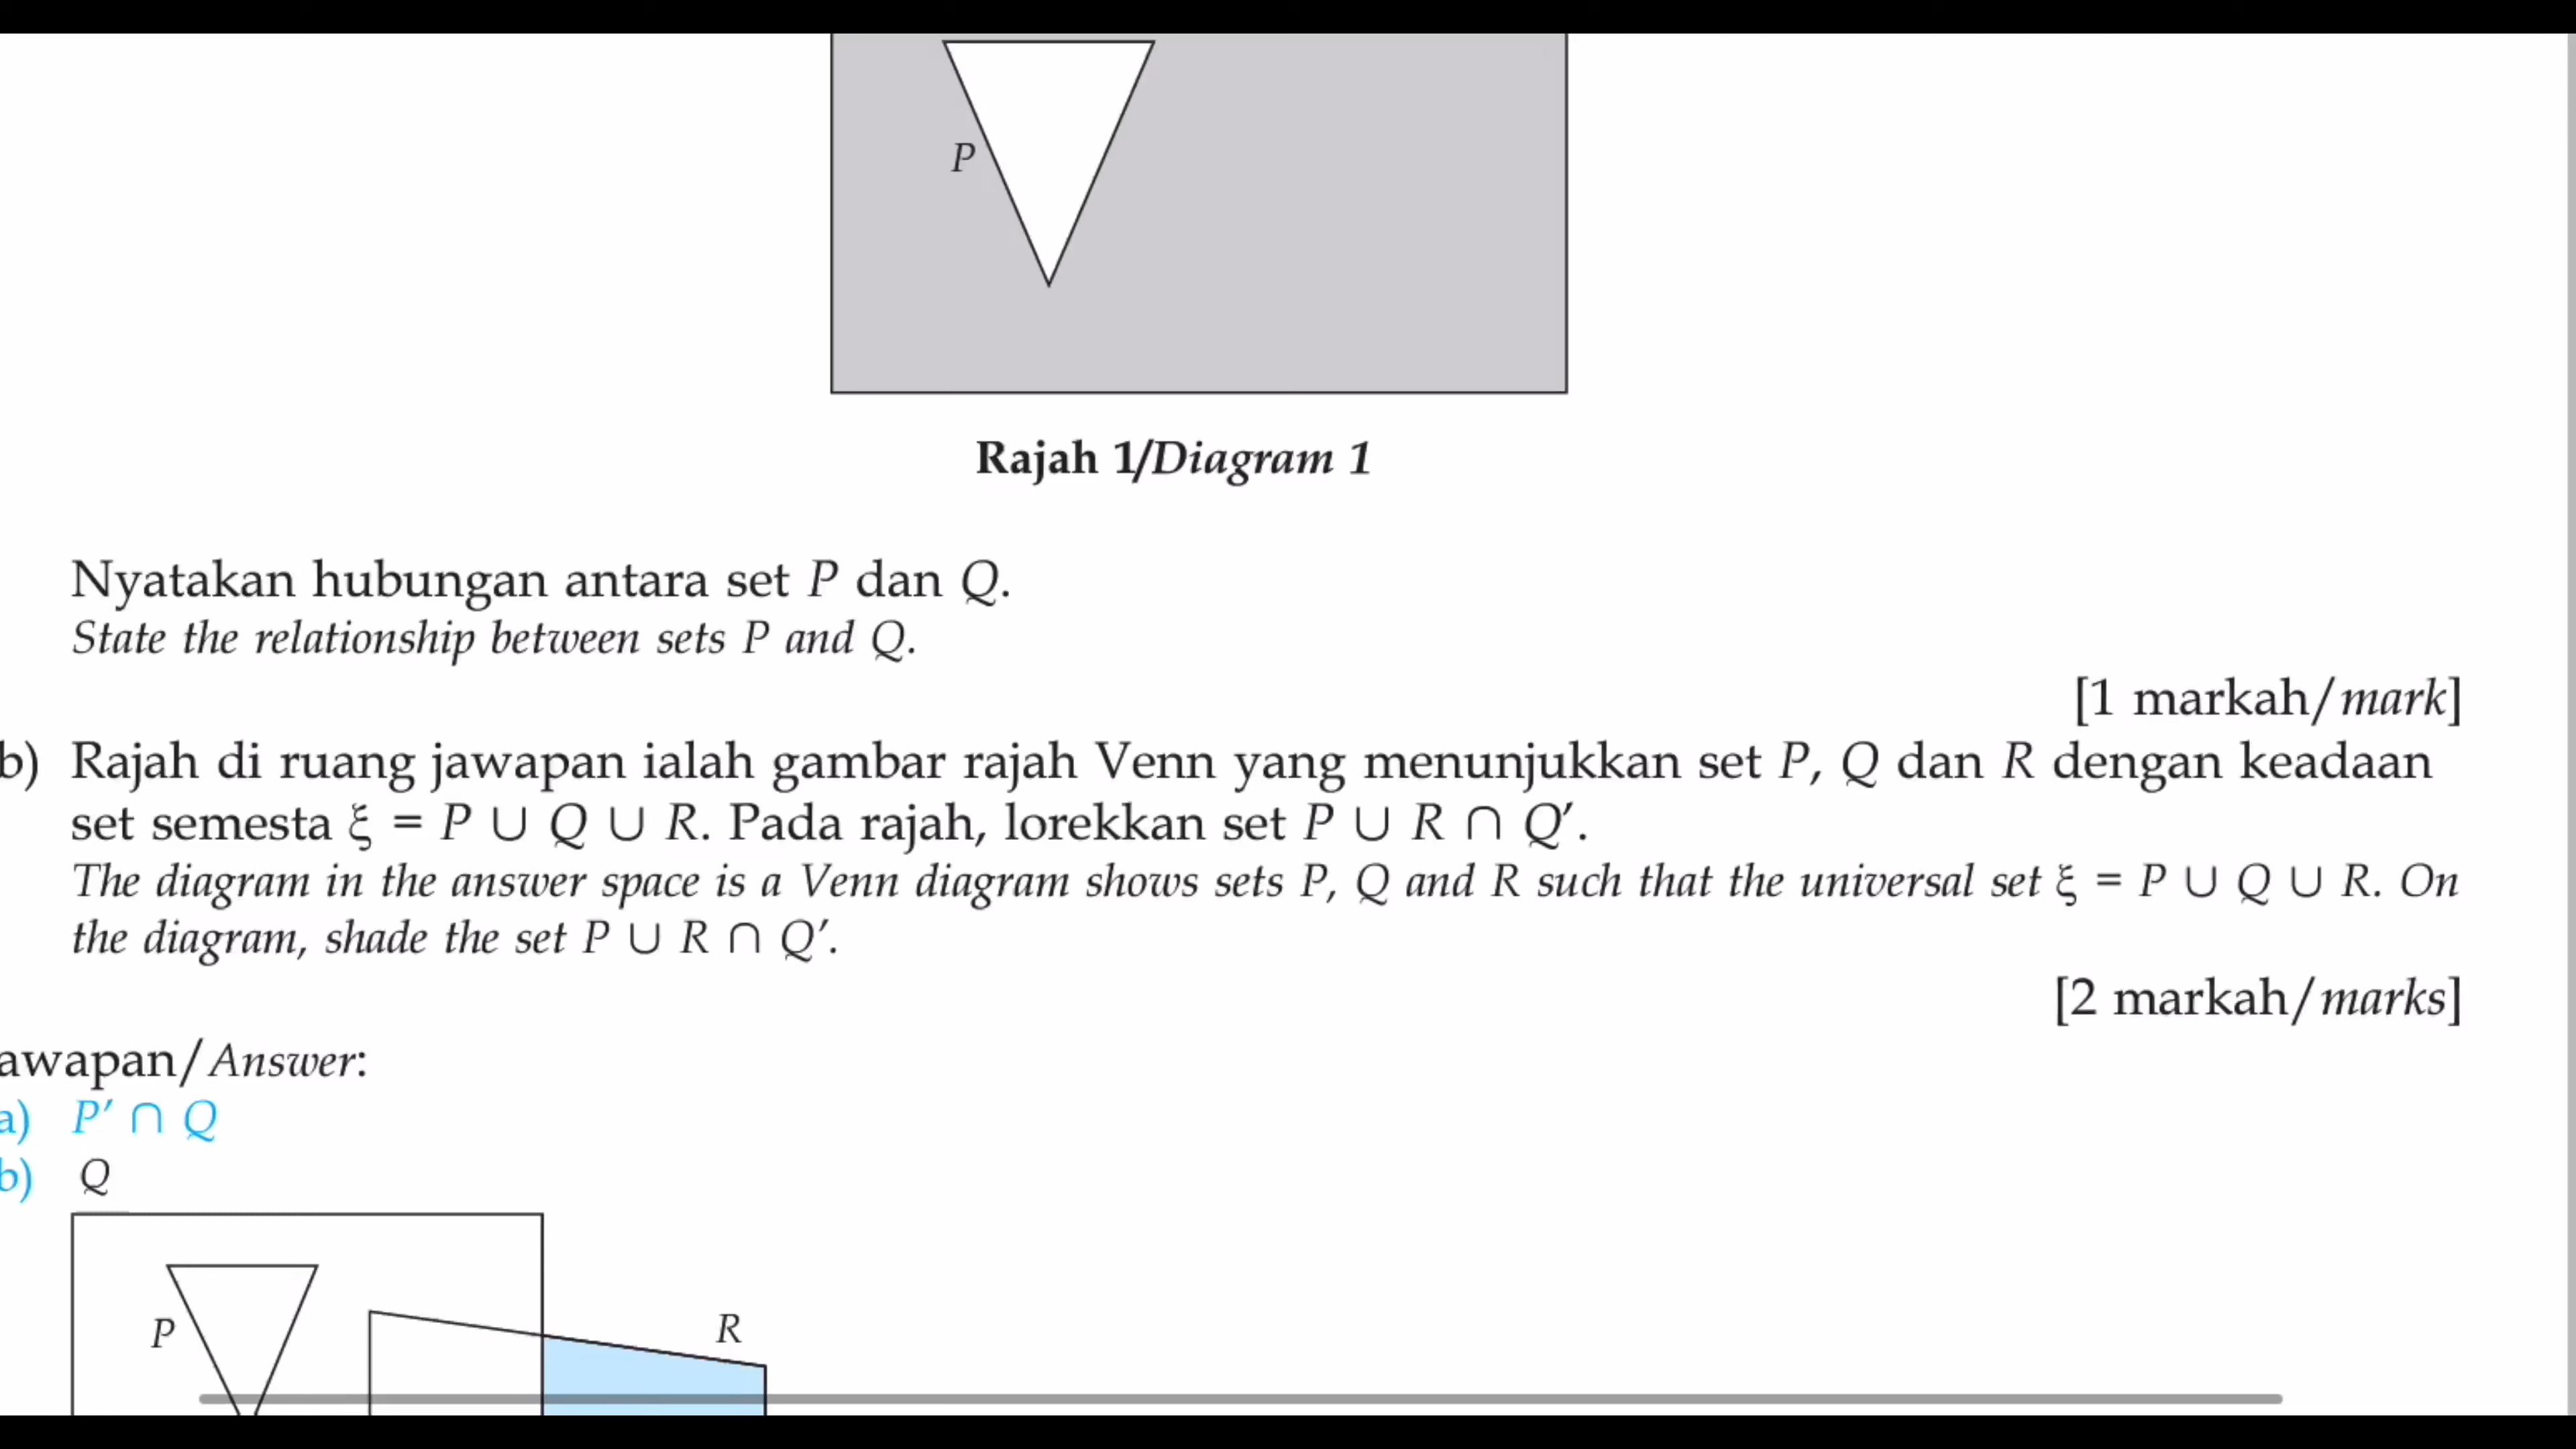 P
Rajah 1/Diagram 1
Nyatakan hubungan antara set P dan Q.
State the relationship between sets P and Q.
[1 markah/mark]
b) Rajah di ruang jawapan ialah gambar rajah Venn yang menunjukkan set P, Q dan R dengan keadaan
set semesta ξ = P ∪ Q ∪ R. Pada rajah, lorekkan set P ∪ R ∩ Q′.
The diagram in the answer space is a Venn diagram shows sets P, Q and R such that the universal set ξ = P ∪ Q ∪ R. On
the diagram, shade the set P ∪ R ∩ Q′.
[2 markah/marks]
awapan/Answer:
a) P′ ∩ Q
b) Q
P
R